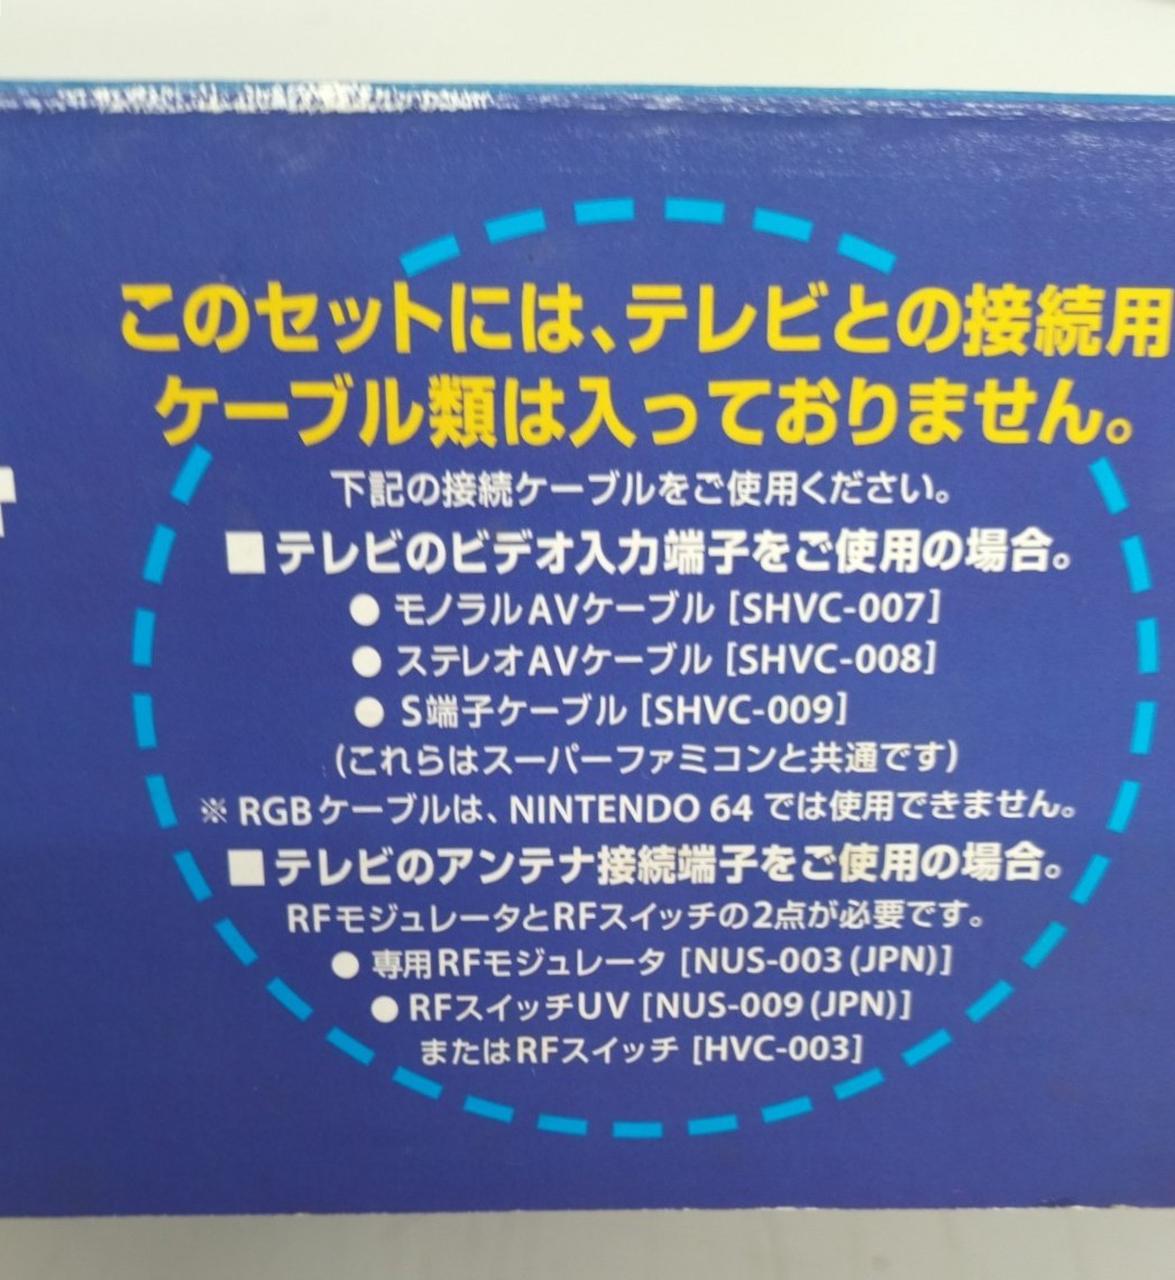 このセットには、テレビとの接続用
ケーブル類は入っておりません。
下記の接続ケーブルをご使用ください。
■テレビのビデオ入力端子をご使用の場合。
● モノラルAVケーブル [SHVC-007]
● ステレオAVケーブル [SHVC-008]
● S端子ケーブル [SHVC-009]
(これらはスーパーファミコンと共通です)
※ RGBケーブルは、NINTENDO 64 では使用できません。
■テレビのアンテナ接続端子をご使用の場合。
RFモジュレータとRFスイッチの2点が必要です。
● 専用RFモジュレータ [NUS-003(JPN)]
● RFスイッチUV [NUS-009(JPN)]
またはRFスイッチ [HVC-003]